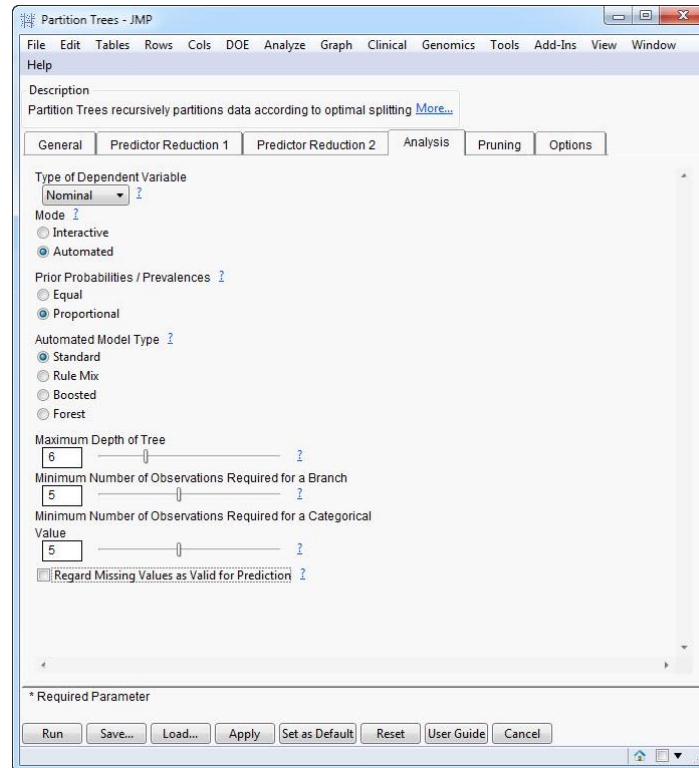 Partition Trees - JMP
File Edit Tables Rows Cols DOE Analyze Graph Clinical Genomics Tools Add-Ins View Window
Help
Description
Partition Trees recursively partitions data according to optimal splitting More...
General Predictor Reduction 1 Predictor Reduction 2 Analysis Pruning Options
Type of Dependent Variable
Nominal ?
Mode ?
Interactive
Automated
Prior Probabilities / Prevalences ?
Equal
Proportional
Automated Model Type ?
Standard
Rule Mix
Boosted
Forest
Maximum Depth of Tree
6 ?
Minimum Number of Observations Required for a Branch
5 ?
Minimum Number of Observations Required for a Categorical
Value
5 ?
Regard Missing Values as Valid for Prediction ?
* Required Parameter
Run Save... Load... Apply Set as Default Reset User Guide Cancel